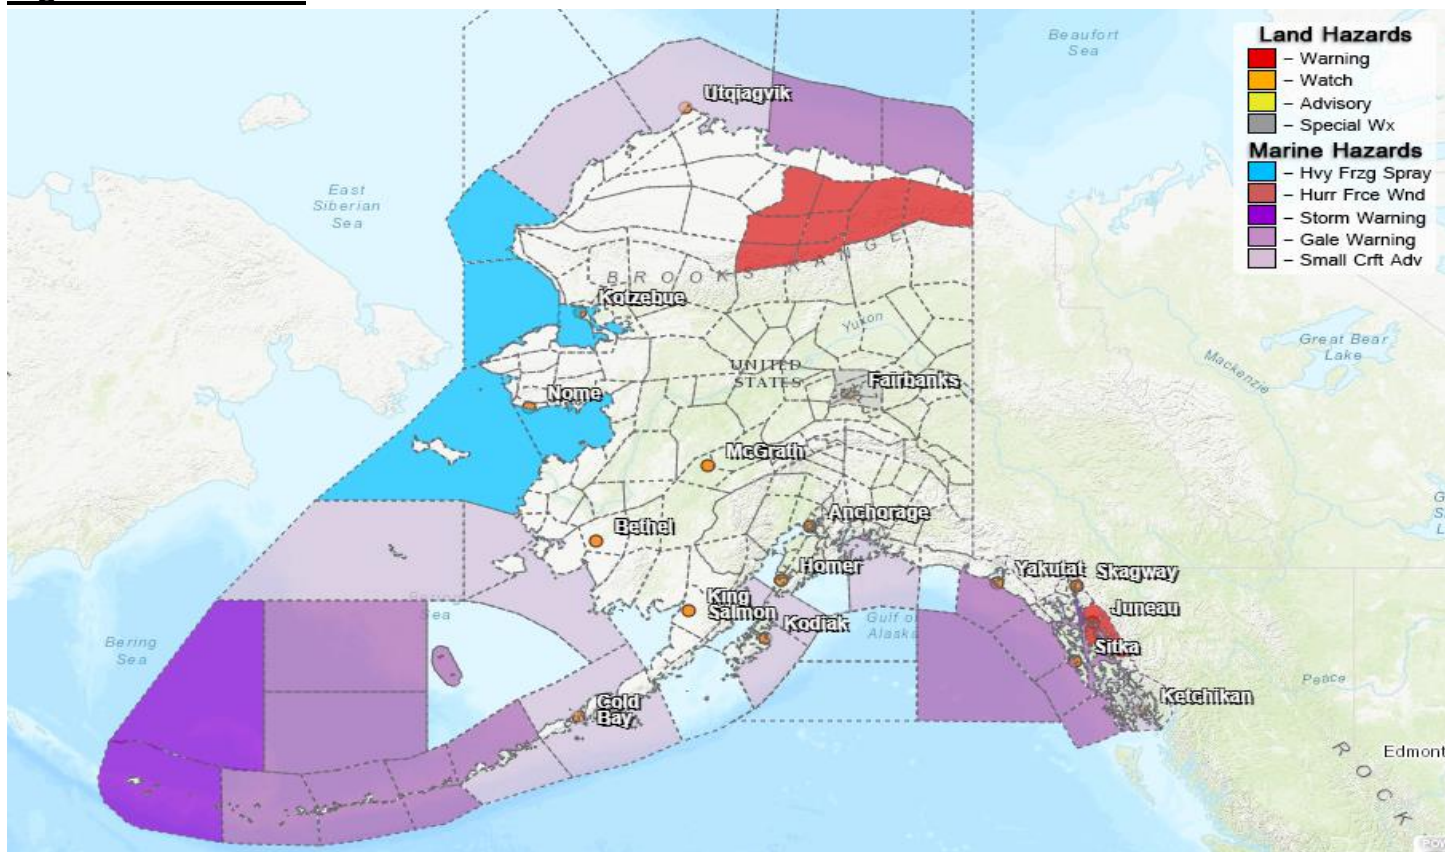 Beaufort
Sea
Land Hazards
– Warning
– Watch
– Advisory
– Special Wx
Marine Hazards
– Hvy Frzg Spray
– Hurr Frce Wnd
– Storm Warning
– Gale Warning
– Small Crft Adv
Utqiagvik
East
Siberian
Sea
BROOKS RANGE
Kotzebue
Yukon
Great Bear
Lake
Mackenzie
UNITED
STATES
Fairbanks
Nome
McGrath
Anchorage
Bethel
Homer
Yakutat
Skagway
King
Salmon
Juneau
Kodiak
Gulf of
Alaska
Sea
Bering
Sea
Sitka
Peace
Ketchikan
Cold
Bay
Edmont
ROCK